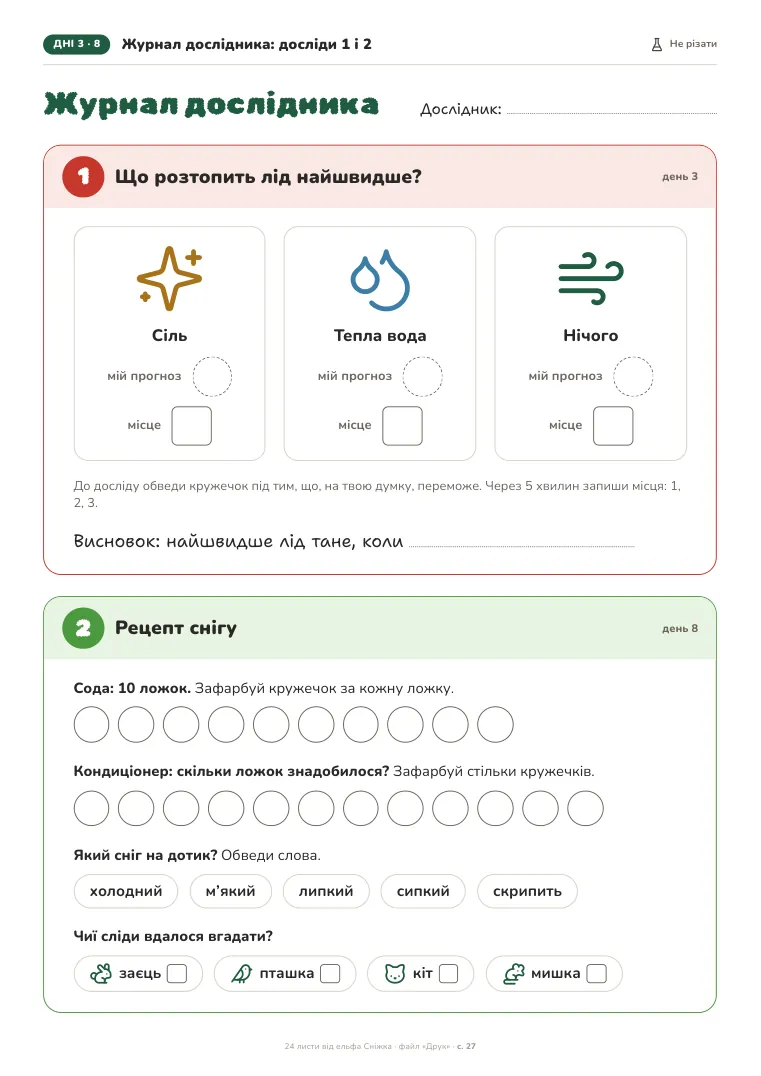 ДНІ 3 · 8 Журнал дослідника: досліди 1 і 2 Не різати
Журнал дослідника Дослідник:
1 Що розтопить лід найшвидше? день 3
Сіль Тепла вода Нічого
мій прогноз мій прогноз мій прогноз
місце місце місце
До досліду обведи кружечок під тим, що, на твою думку, переможе. Через 5 хвилин запиши місця: 1,
2, 3.
Висновок: найшвидше лід тане, коли
2 Рецепт снігу день 8
Сода: 10 ложок. Зафарбуй кружечок за кожну ложку.
Кондиціонер: скільки ложок знадобилося? Зафарбуй стільки кружечків.
Який сніг на дотик? Обведи слова.
холодний м’який липкий сипкий скрипить
Чиї сліди вдалося вгадати?
заєць пташка кіт мишка
24 листи від ельфа Сніжка · файл «Друк» · с. 27